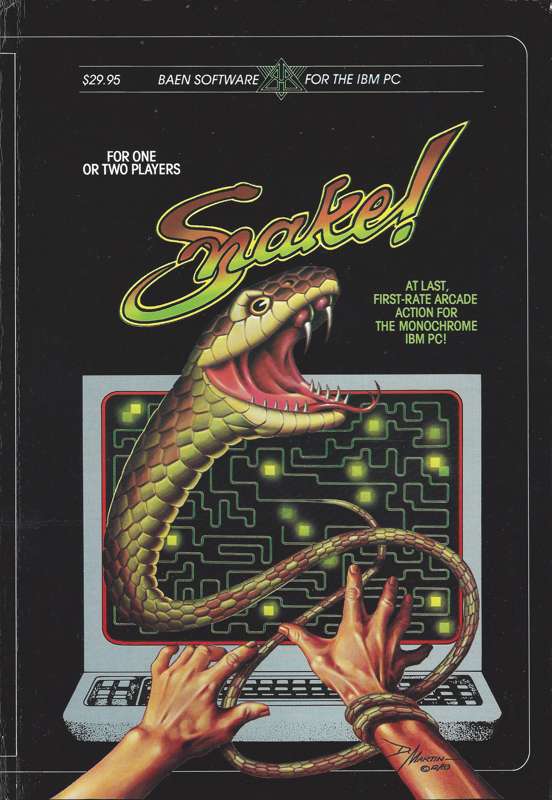 $29.95 BAEN SOFTWARE FOR THE IBM PC
FOR ONE
OR TWO PLAYERS
Snake!
AT LAST,
FIRST-RATE ARCADE
ACTION FOR
THE MONOCHROME
IBM PC!
D. MARTIN